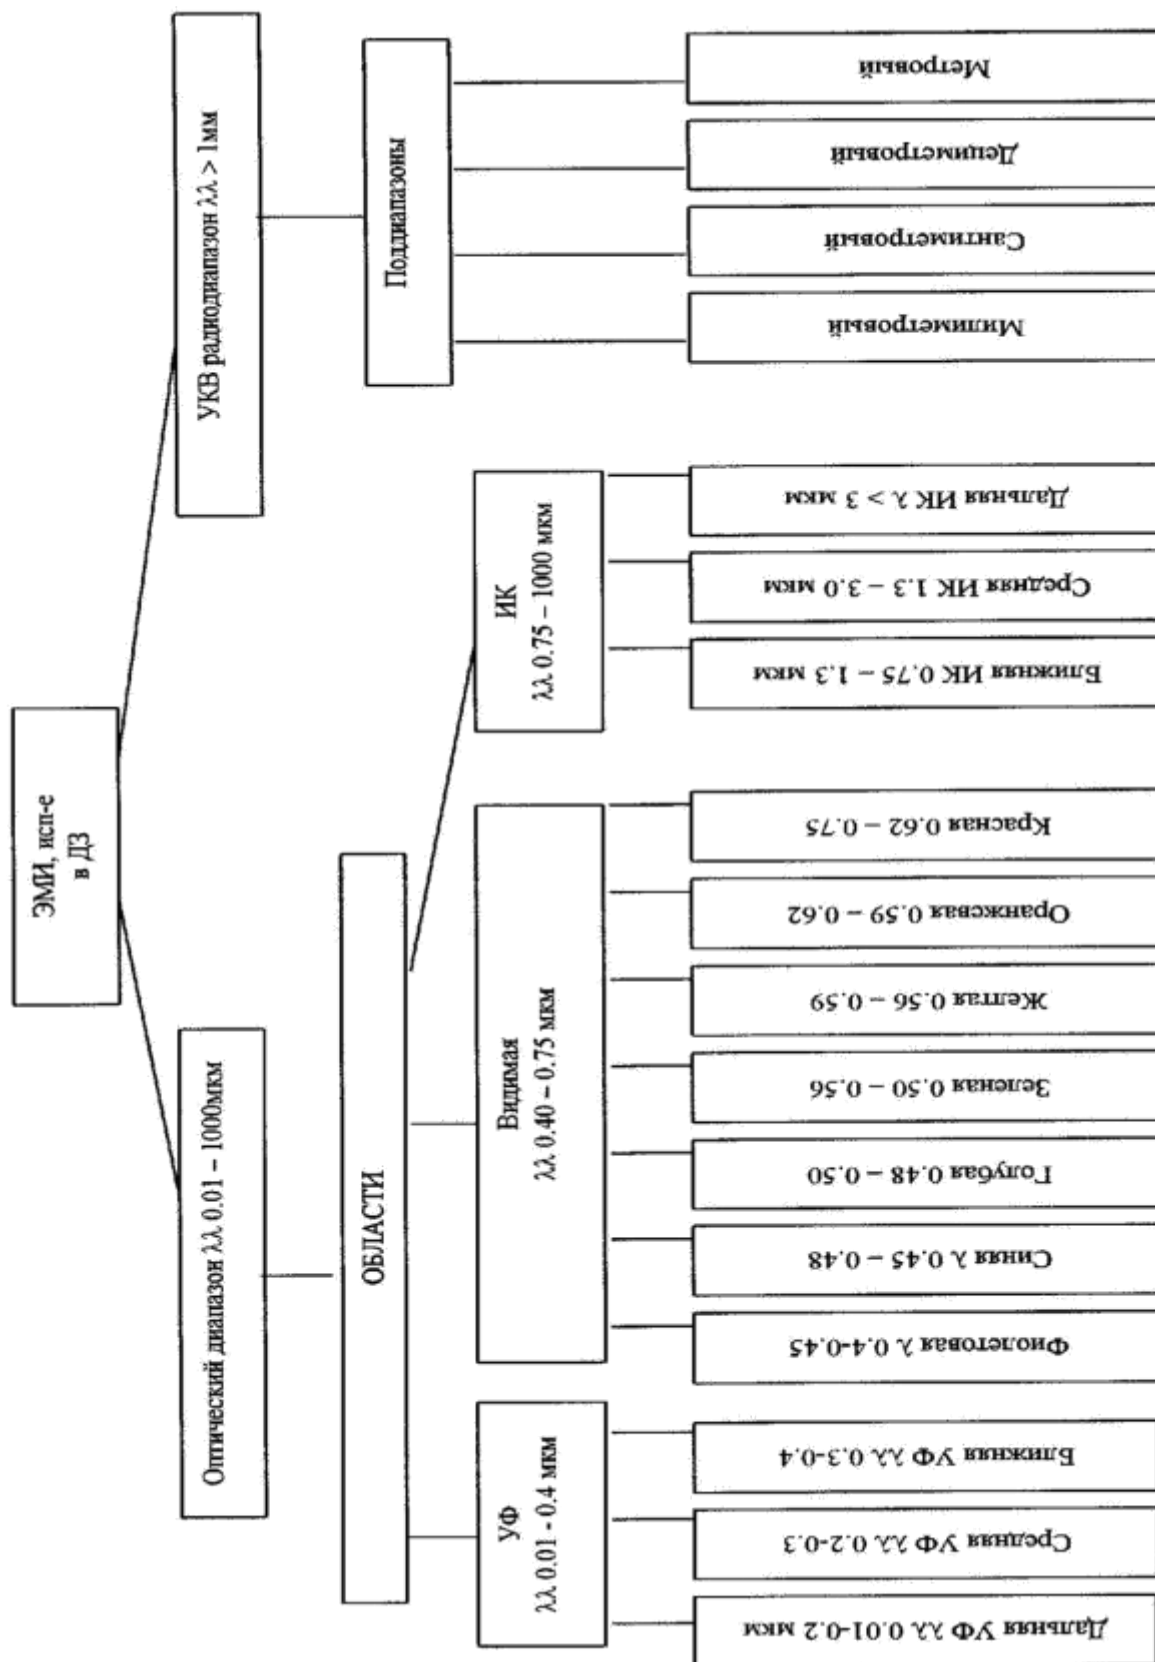 ЭМИ, исп-е
в ДЗ
Оптический диапазон λλ 0.01 – 1000мкм
УКВ радиодиапазон λλ > 1мм
ОБЛАСТИ
Поддиапазоны
УФ
λλ 0.01 - 0.4 мкм
Видимая
λλ 0.40 – 0.75 мкм
ИК
λλ 0.75 – 1000 мкм
Дальняя УФ λλ 0.01-0.2 мкм
Средняя УФ λλ 0.2-0.3
Ближняя УФ λλ 0.3-0.4
Фиолетовая λ 0.4-0.45
Синяя λ 0.45 – 0.48
Голубая 0.48 – 0.50
Зеленая 0.50 – 0.56
Желтая 0.56 – 0.59
Оранжевая 0.59 – 0.62
Красная 0.62 – 0.75
Ближняя ИК 0.75 – 1.3 мкм
Средняя ИК 1.3 – 3.0 мкм
Дальняя ИК λ > 3 мкм
Милиметровый
Сантиметровый
Дециметровый
Метровый